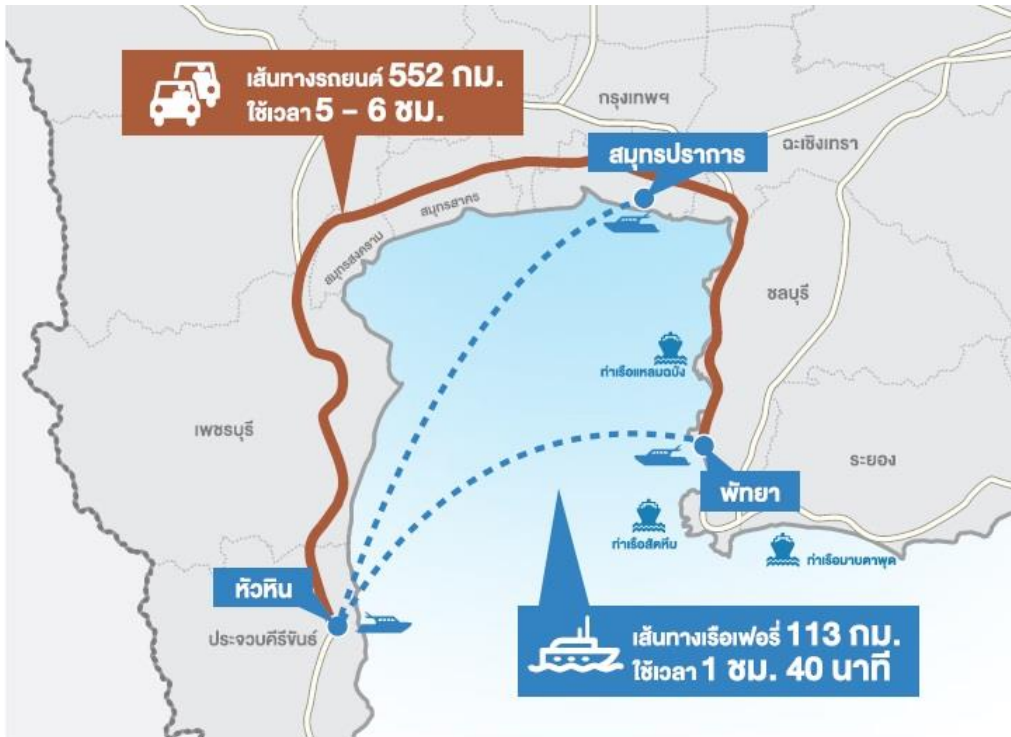 เส้นทางรถยนต์ 552 กม.
ใช้เวลา 5 - 6 ชม.
กรุงเทพฯ
สมุทรปราการ
ฉะเชิงเทรา
สมุทรสาคร
สมุทรสงคราม
ชลบุรี
ท่าเรือแหลมฉบัง
เพชรบุรี
ระยอง
พัทยา
ท่าเรือสัตหีบ
ท่าเรือมาบตาพุด
หัวหิน
ประจวบคีรีขันธ์
เส้นทางเรือเฟอรี่ 113 กม.
ใช้เวลา 1 ชม. 40 นาที